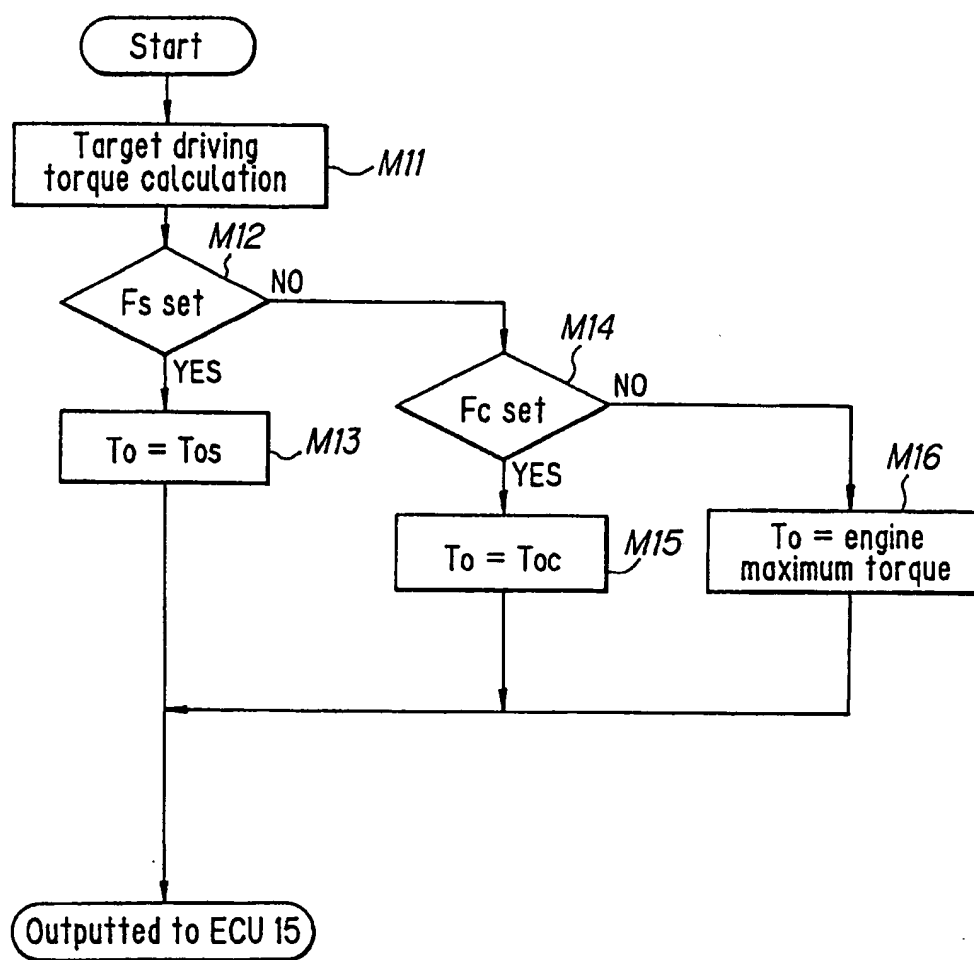 Start
Target driving
torque calculation
M11
M12
Fs set
NO
YES
To = Tos
M13
M14
Fc set
NO
YES
To = Toc
M15
M16
To = engine
maximum torque
Outputted to ECU 15